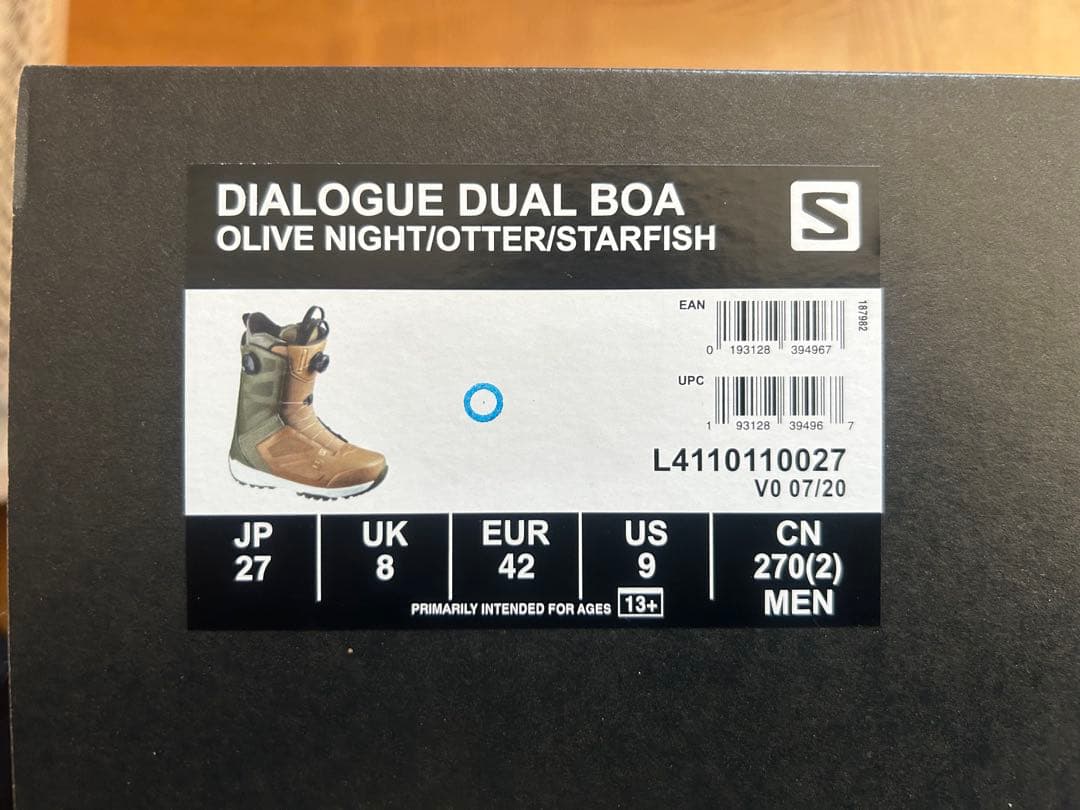 DIALOGUE DUAL BOA
OLIVE NIGHT/OTTER/STARFISH
S
EAN
0 193128 394967
187982
UPC
1 93128 39496 7
L4110110027
V0 07/20
JP
27
UK
8
EUR
42
US
9
CN
270(2)
MEN
PRIMARILY INTENDED FOR AGES 13+